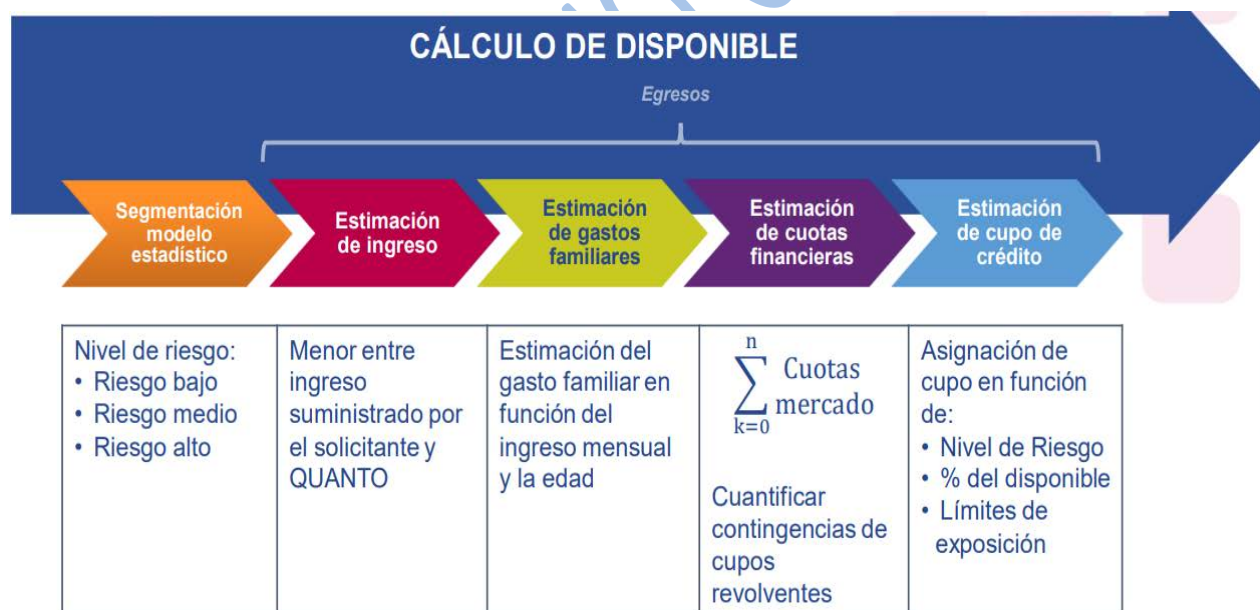 CÁLCULO DE DISPONIBLE
Egresos
Segmentación
modelo
estadístico
Estimación
de ingreso
Estimación
de gastos
familiares
Estimación
de cuotas
financieras
Estimación
de cupo de
crédito
Nivel de riesgo:
• Riesgo bajo
• Riesgo medio
• Riesgo alto
Menor entre
ingreso
suministrado por
el solicitante y
QUANTO
Estimación del
gasto familiar en
función del
ingreso mensual
y la edad
n
∑ Cuotas
mercado
k=0
Cuantificar
contingencias de
cupos
revolventes
Asignación de
cupo en función
de:
• Nivel de Riesgo
• % del disponible
• Límites de
exposición